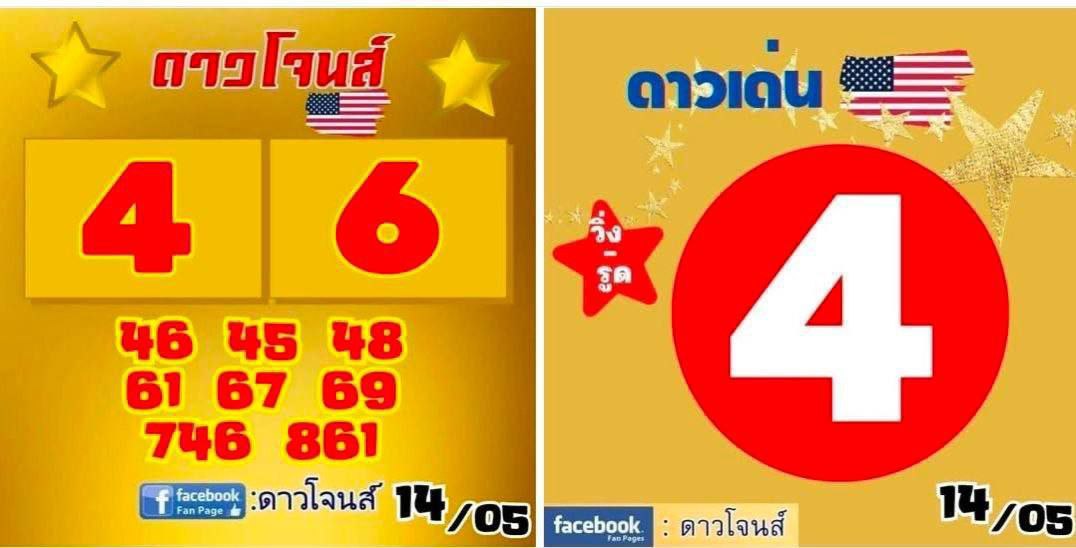 ดาวโจนส์
4 6
46 45 48
61 67 69
746 861
facebook Fan Page :ดาวโจนส์ 14/05
ดาวเด่น
วิ่ง
-
รูด
4
facebook. Fan Pages : ดาวโจนส์ 14/05